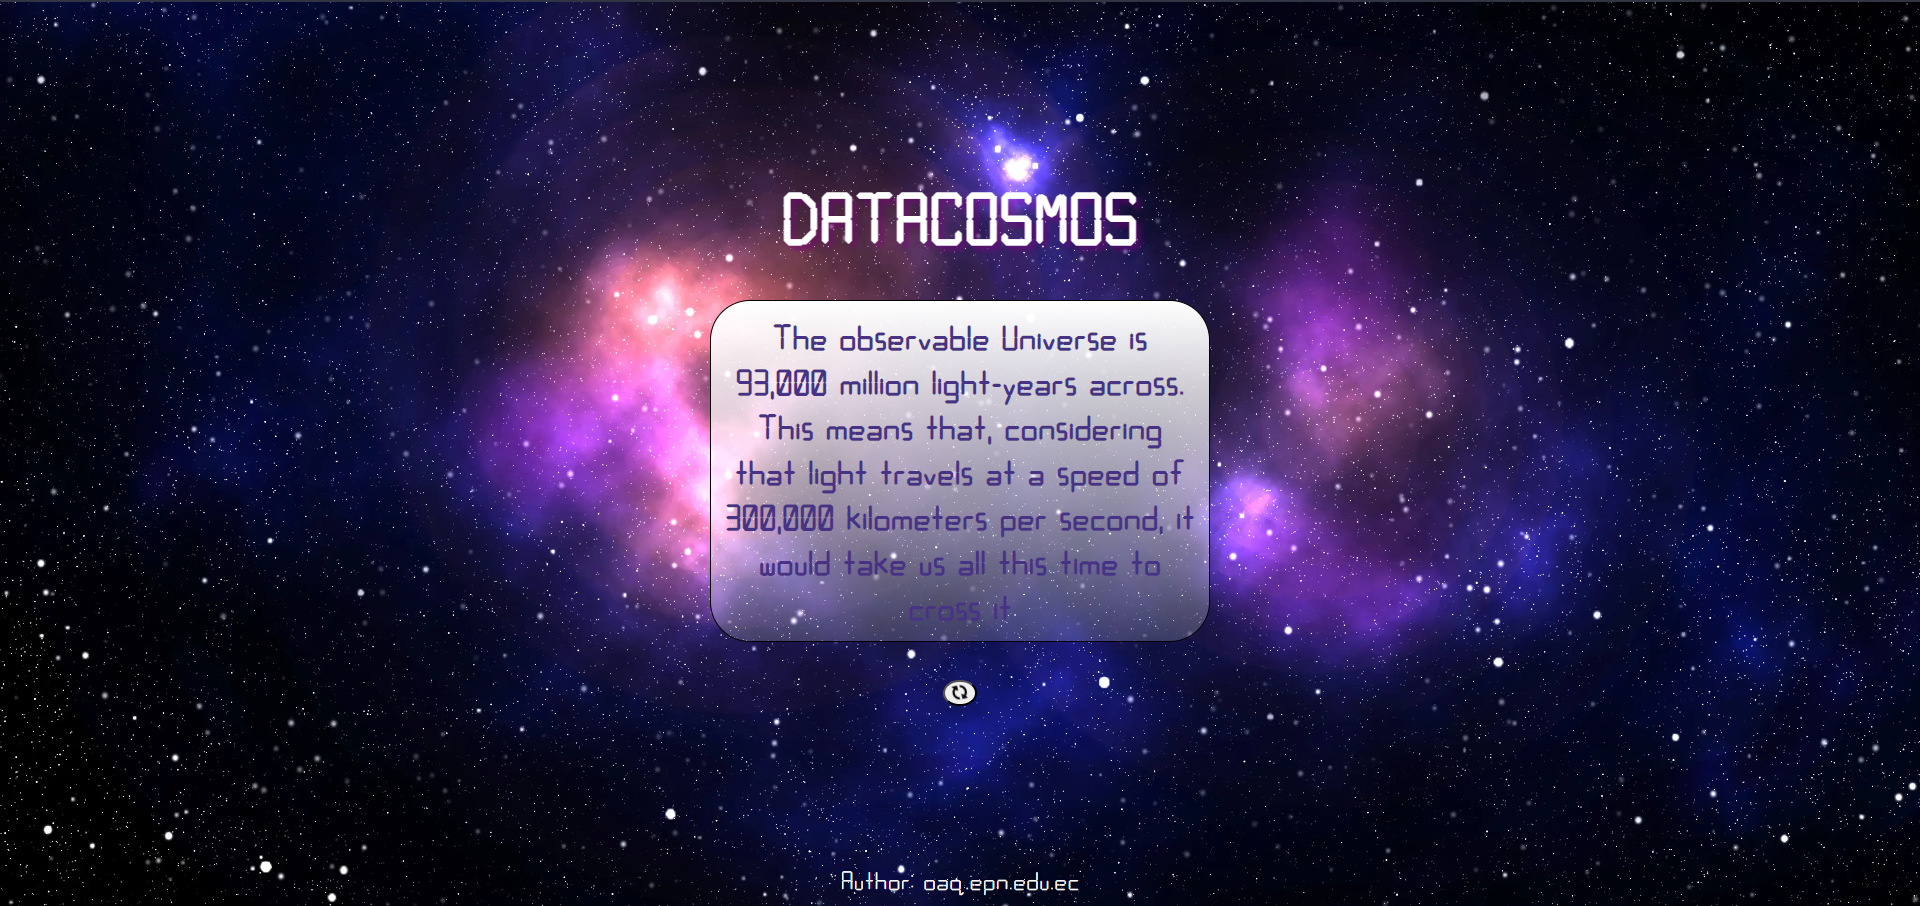 DATACOSMOS
The observable Universe is
93,000 million light-years across.
This means that, considering
that light travels at a speed of
300,000 kilometers per second, it
would take us all this time to
cross it
Author: oaq.epn.edu.ec